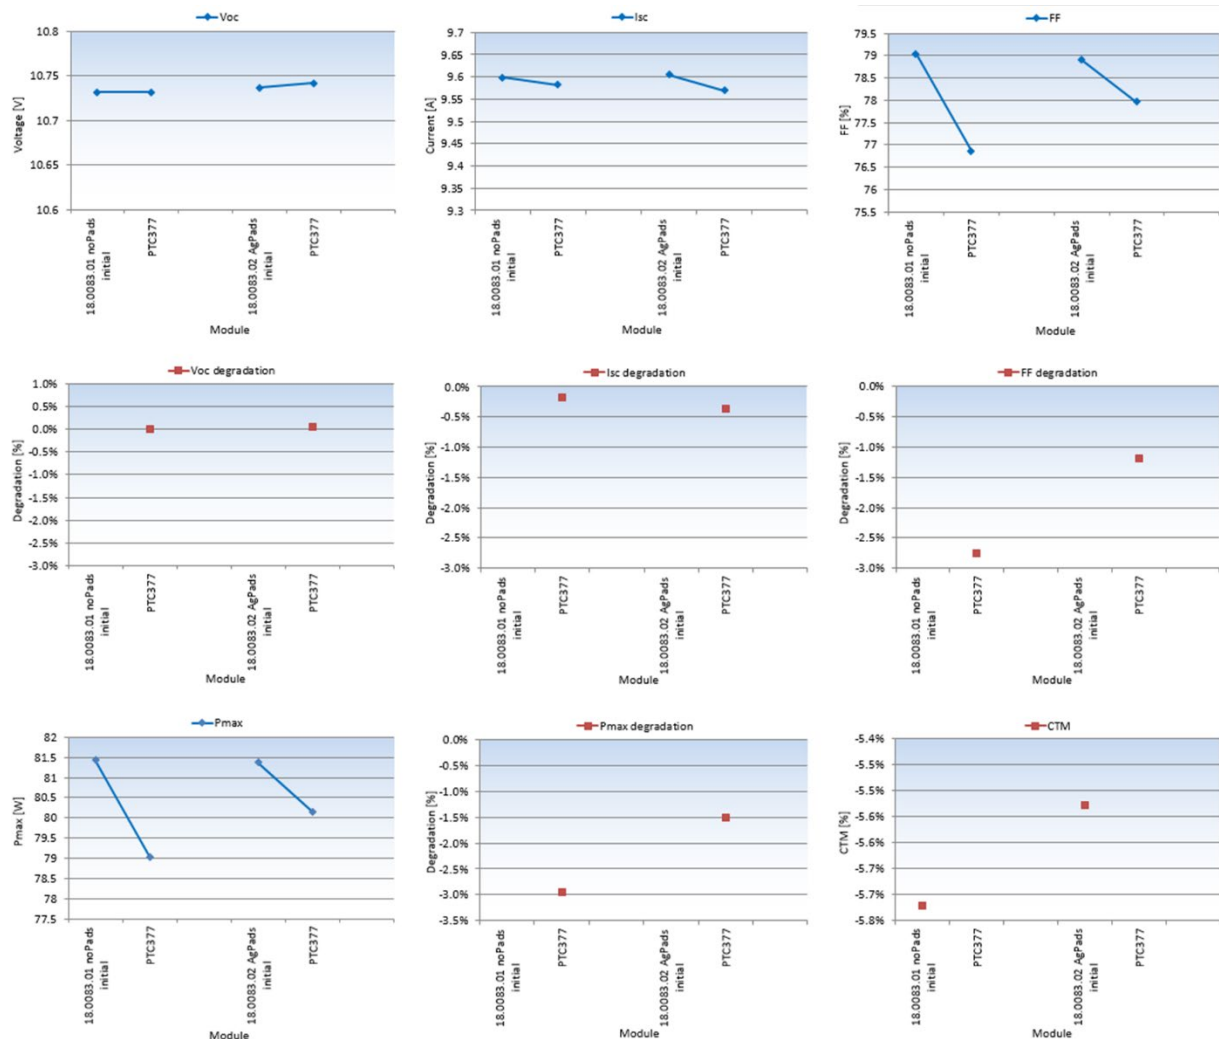 Voc
10.8
10.75
10.7
10.65
10.6
Voltage [V]
18.0083.01 noPads
initial
PTC377
18.0083.02 AgPads
initial
PTC377
Module
Isc
9.7
9.65
9.6
9.55
9.5
9.45
9.4
9.35
9.3
Current [A]
18.0083.01 noPads
initial
PTC377
18.0083.02 AgPads
initial
PTC377
Module
FF
79.5
79
78.5
78
77.5
77
76.5
76
75.5
FF [%]
18.0083.01 noPads
initial
PTC377
18.0083.02 AgPads
initial
PTC377
Module
Voc degradation
1.0%
0.5%
0.0%
-0.5%
-1.0%
-1.5%
-2.0%
-2.5%
-3.0%
Degradation [%]
18.0083.01 noPads
initial
PTC377
18.0083.02 AgPads
initial
PTC377
Module
Isc degradation
0.0%
-0.5%
-1.0%
-1.5%
-2.0%
-2.5%
-3.0%
Degradation [%]
18.0083.01 noPads
initial
PTC377
18.0083.02 AgPads
initial
PTC377
Module
FF degradation
0.0%
-0.5%
-1.0%
-1.5%
-2.0%
-2.5%
-3.0%
Degradation [%]
18.0083.01 noPads
initial
PTC377
18.0083.02 AgPads
initial
PTC377
Module
Pmax
82
81.5
81
80.5
80
79.5
79
78.5
78
77.5
Pmax [W]
18.0083.01 noPads
initial
PTC377
18.0083.02 AgPads
initial
PTC377
Module
Pmax degradation
0.0%
-0.5%
-1.0%
-1.5%
-2.0%
-2.5%
-3.0%
-3.5%
Degradation [%]
18.0083.01 noPads
initial
PTC377
18.0083.02 AgPads
initial
PTC377
Module
CTM
-5.4%
-5.5%
-5.5%
-5.6%
-5.6%
-5.7%
-5.7%
-5.8%
CTM [%]
18.0083.01 noPads
initial
PTC377
18.0083.02 AgPads
initial
PTC377
Module